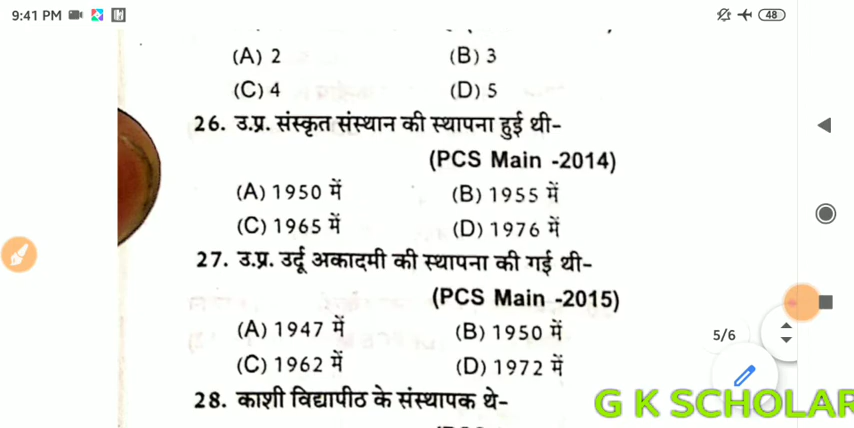 9:41 PM
48
(A) 2 (B) 3
(C) 4 (D) 5
26. उ.प्र. संस्कृत संस्थान की स्थापना हुई थी-
(PCS Main -2014)
(A) 1950 में (B) 1955 में
(C) 1965 में (D) 1976 में
27. उ.प्र. उर्दू अकादमी की स्थापना की गई थी-
(PCS Main -2015)
(A) 1947 में (B) 1950 में
5/6
(C) 1962 में (D) 1972 में
28. काशी विद्यापीठ के संस्थापक थे-
G K SCHOLAR